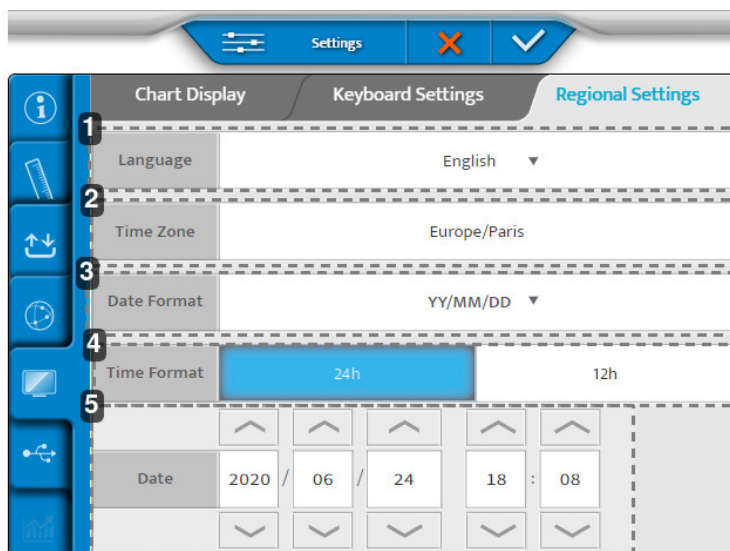 Settings
Chart Display Keyboard Settings Regional Settings
1
Language English
2
Time Zone Europe/Paris
3
Date Format YY/MM/DD
4
Time Format 24h 12h
5
Date 2020 / 06 / 24 18 : 08